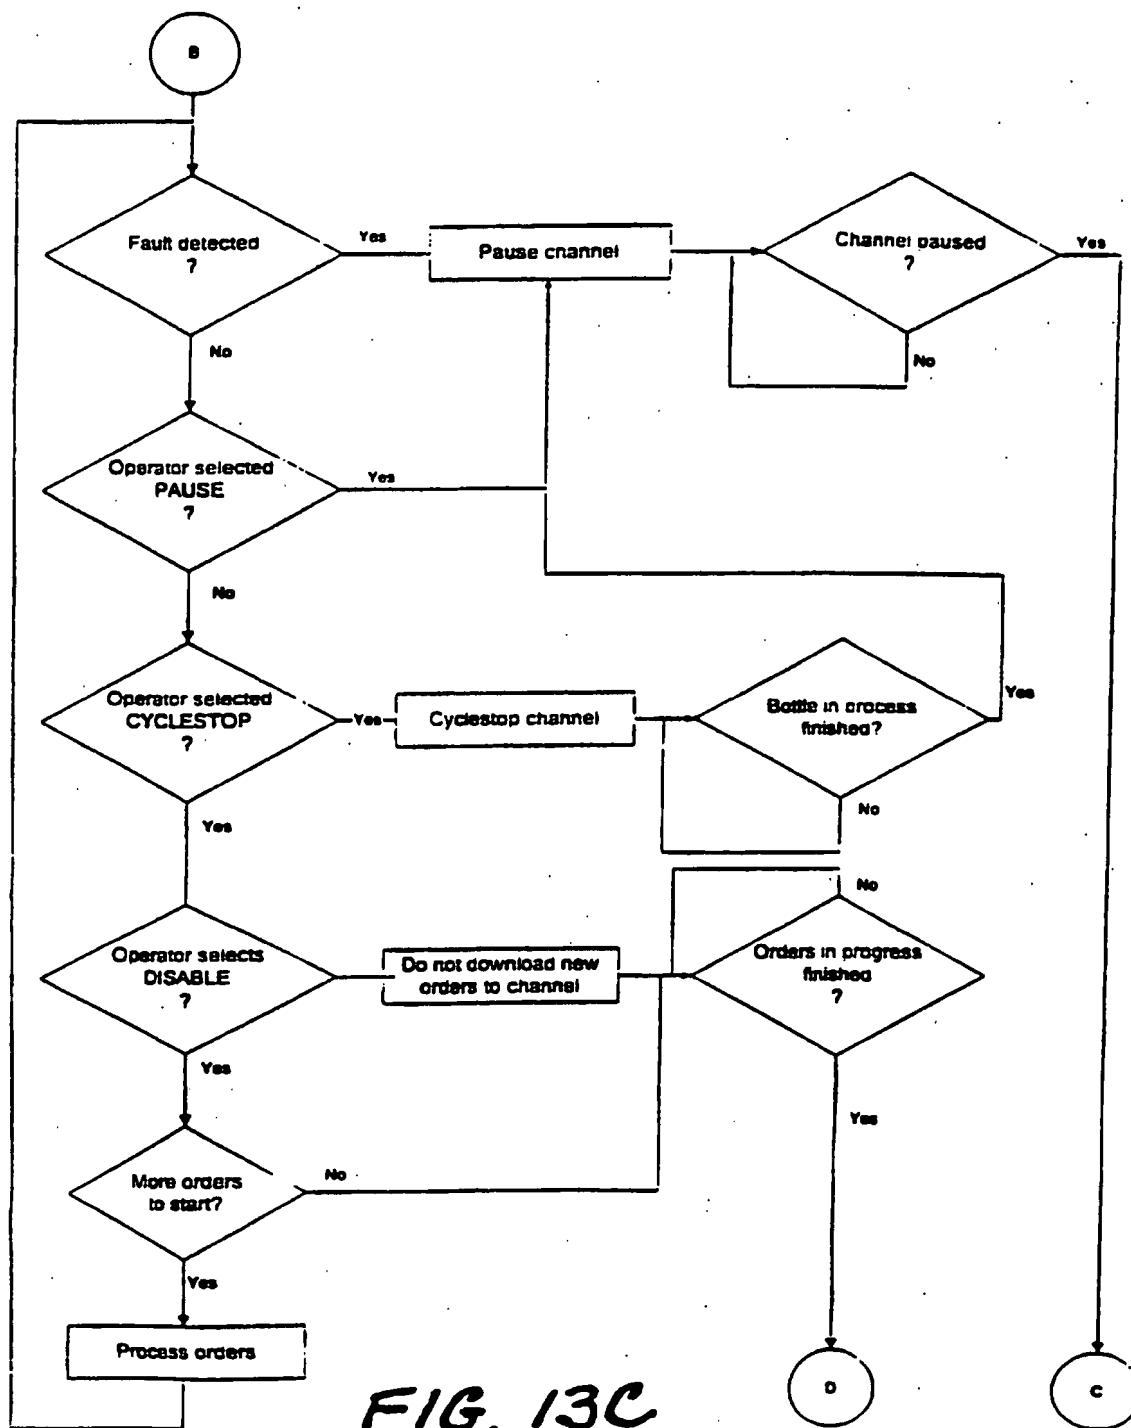 B
Fault detected
?
Yes
Pause channel
Channel paused
?
Yes
No
No
Operator selected
PAUSE
?
Yes
No
Operator selected
CYCLESTOP
?
Yes
Cyclestop channel
Bottle in process
finished?
Yes
No
Yes
No
Operator selects
DISABLE
?
Do not download new
orders to channel
Orders in progress
finished
?
Yes
Yes
More orders
to start?
No
Yes
Process orders
D
C
FIG. 13C